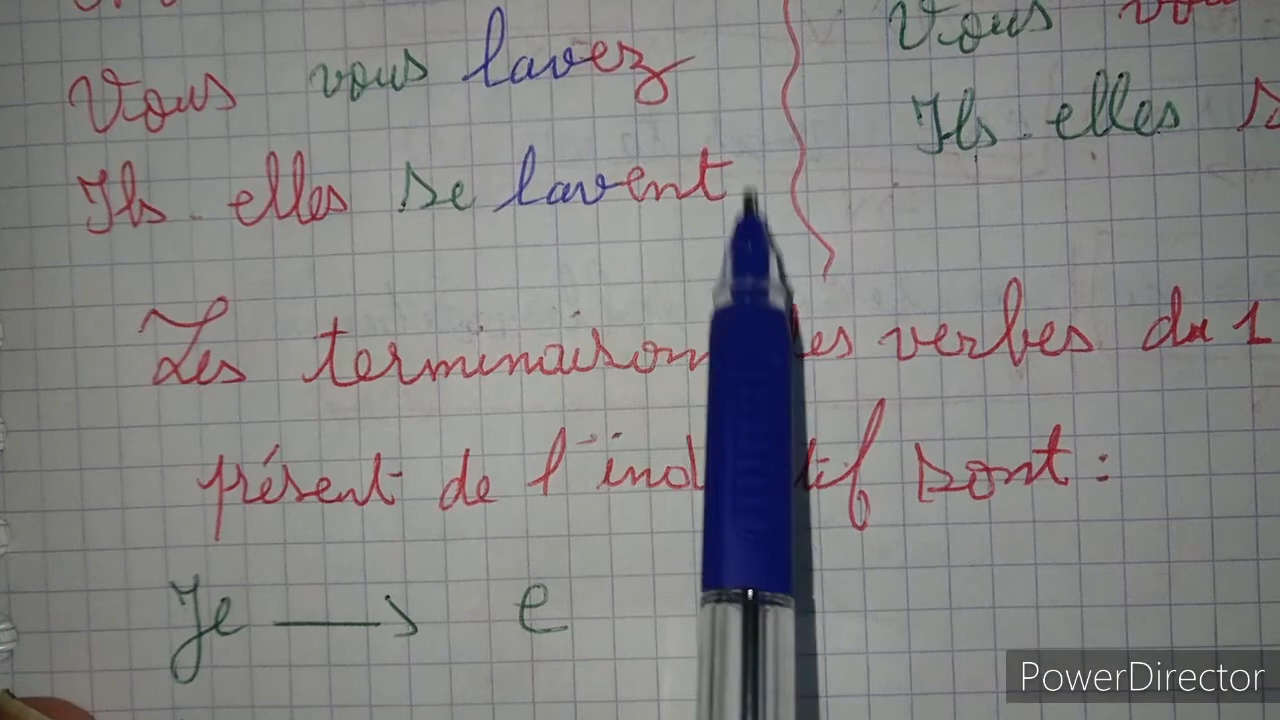 Vous vous lavez
Ils elles se lavent
Vous
Ils elles
Les terminaison verbes du 1
présent de l'ind tif sont :
Je → e
PowerDirector